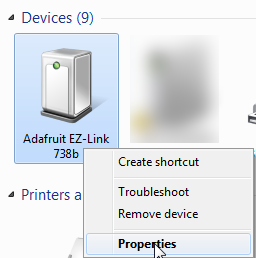 Devices (9)
Adafruit EZ-Link
738b
Create shortcut
Troubleshoot
Remove device
Printers a
Properties